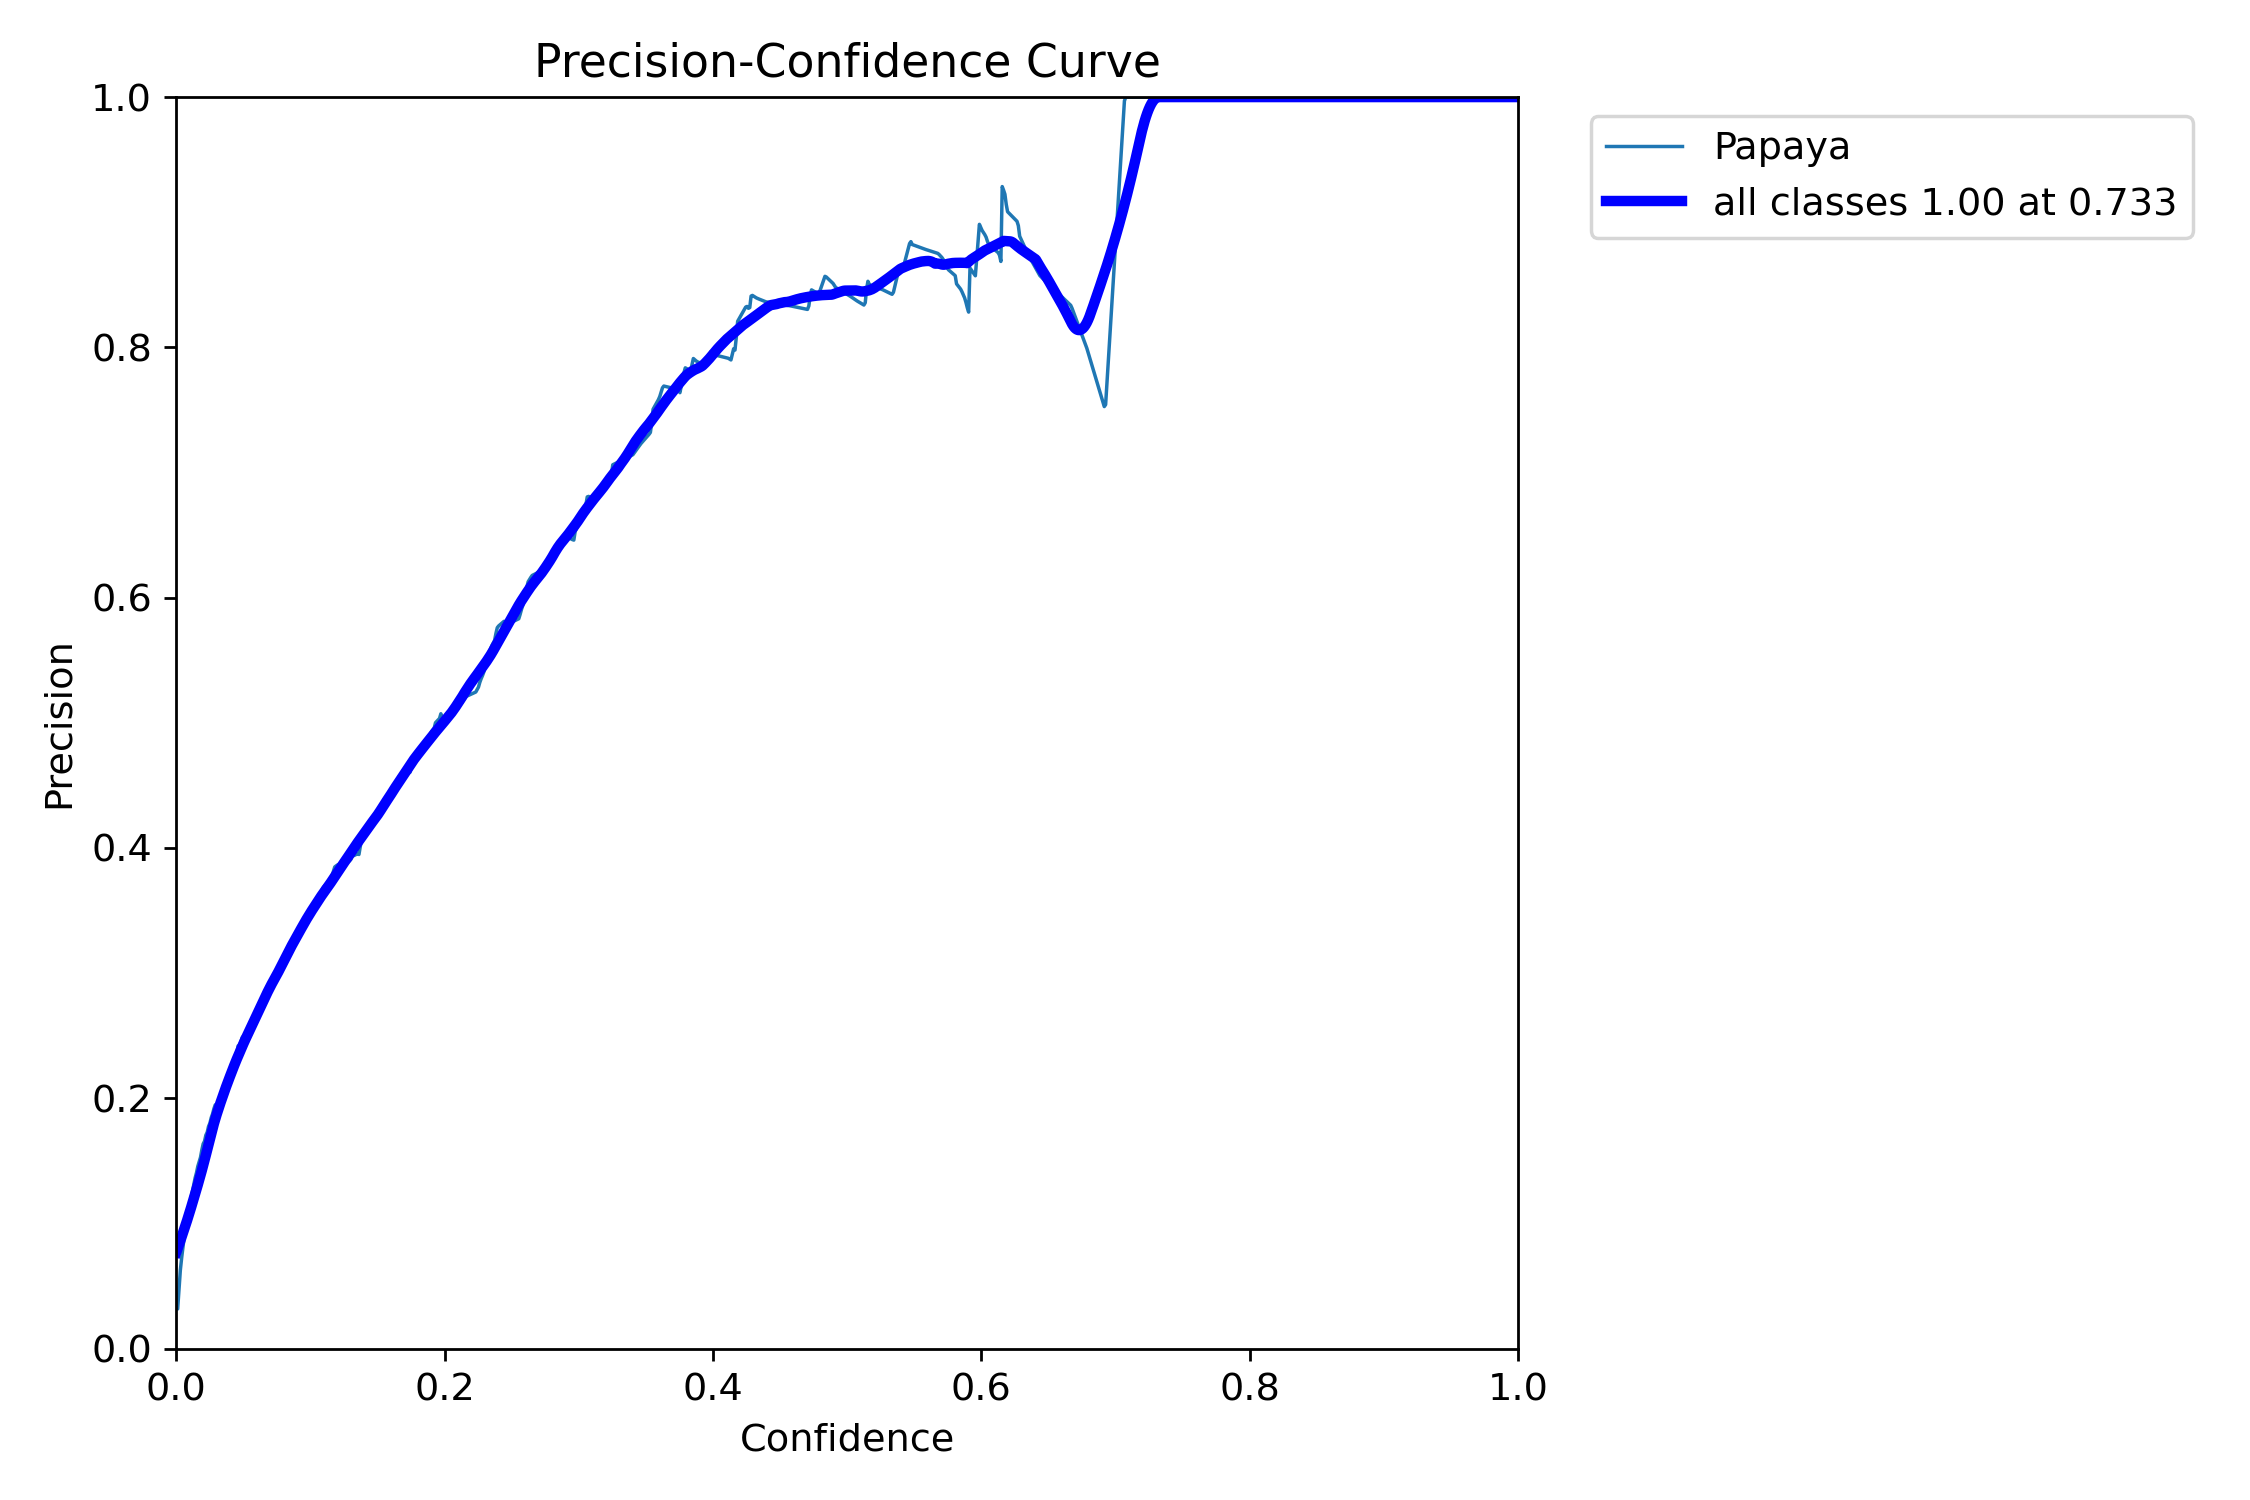 Precision-Confidence Curve
1.0
0.8
0.6
0.4
0.2
0.0
Precision
0.0 0.2 0.4 0.6 0.8 1.0
Confidence
Papaya
all classes 1.00 at 0.733